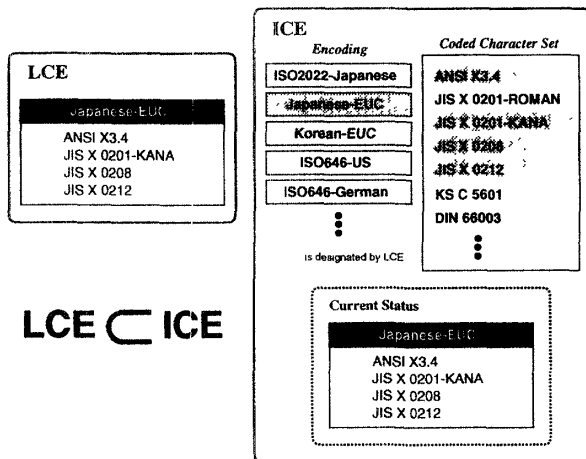 LCE
Japanese-EUC
ANSI X3.4
JIS X 0201-KANA
JIS X 0208
JIS X 0212
LCE ⊂ ICE
ICE
Encoding
ISO2022-Japanese
Japanese-EUC
Korean-EUC
ISO646-US
ISO646-German
is designated by LCE
Coded Character Set
ANSI X3.4
JIS X 0201-ROMAN
JIS X 0201-KANA
JIS X 0208
JIS X 0212
KS C 5601
DIN 66003
Current Status
Japanese-EUC
ANSI X3.4
JIS X 0201-KANA
JIS X 0208
JIS X 0212